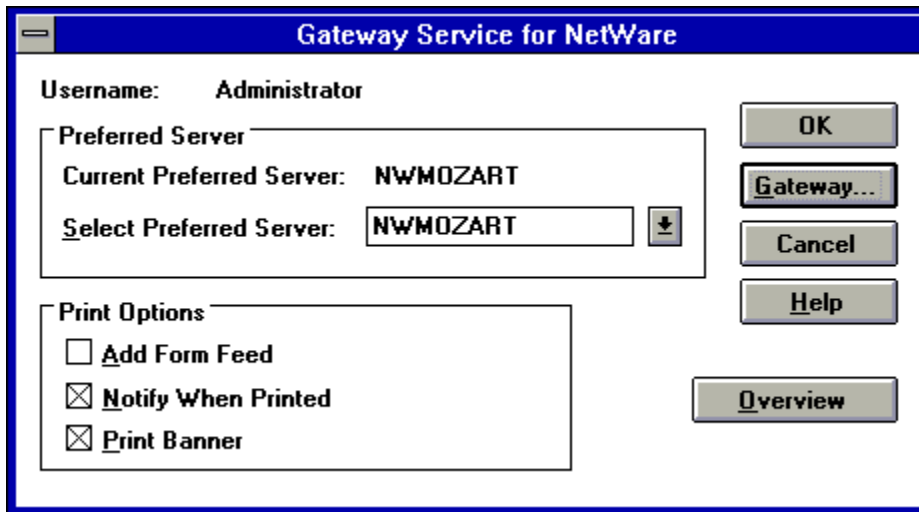 Gateway Service for NetWare
Username: Administrator
Preferred Server
Current Preferred Server: NWMOZART
Select Preferred Server: NWMOZART
Print Options
Add Form Feed
Notify When Printed
Print Banner
OK
Gateway...
Cancel
Help
Overview